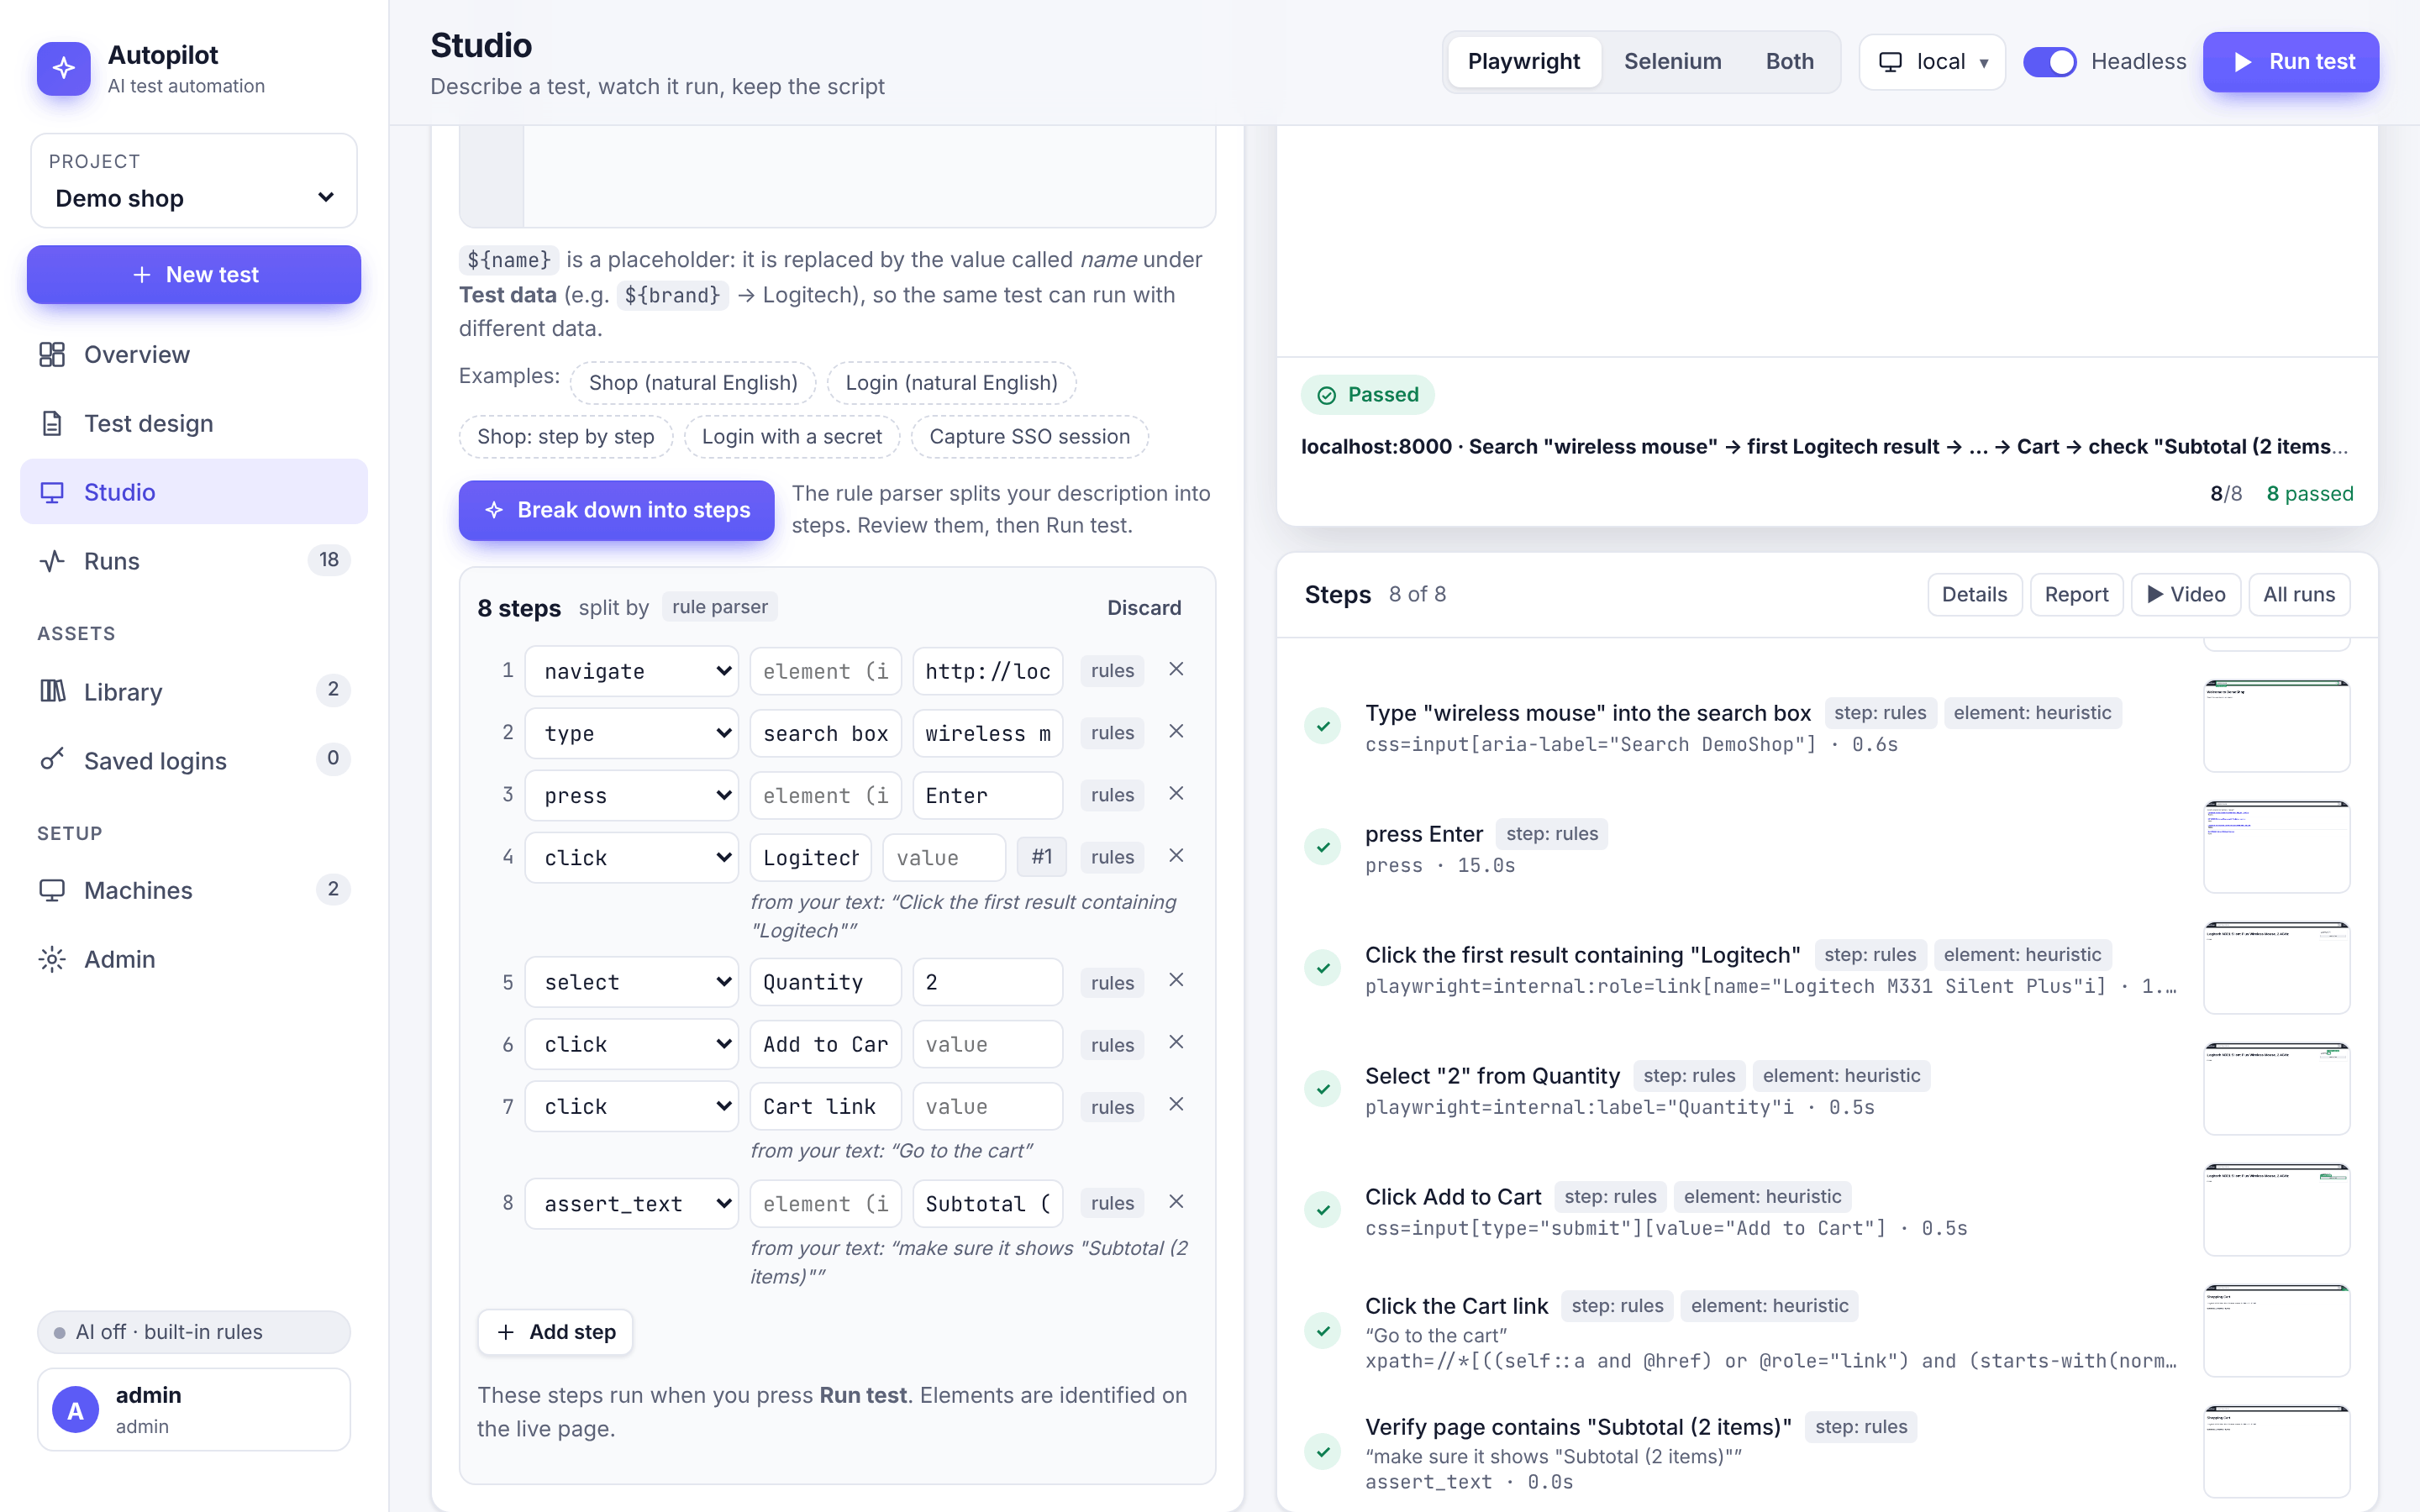 Autopilot
AI test automation
PROJECT
Demo shop
+ New test
Overview
Test design
Studio
Runs 18
ASSETS
Library 2
Saved logins 0
SETUP
Machines 2
Admin
AI off · built-in rules
A
admin
admin
Studio
Describe a test, watch it run, keep the script
Playwright Selenium Both
local ▾
Headless
▶ Run test
${name} is a placeholder: it is replaced by the value called name under
Test data (e.g. ${brand} → Logitech), so the same test can run with
different data.
Examples: Shop (natural English) Login (natural English)
Shop: step by step Login with a secret Capture SSO session
Break down into steps
The rule parser splits your description into
steps. Review them, then Run test.
8 steps split by rule parser Discard
1 navigate element (i http://loc rules ×
2 type search box wireless m rules ×
3 press element (i Enter rules ×
4 click Logitech value #1 rules ×
from your text: “Click the first result containing
"Logitech"”
5 select Quantity 2 rules ×
6 click Add to Car value rules ×
7 click Cart link value rules ×
from your text: “Go to the cart”
8 assert_text element (i Subtotal ( rules ×
from your text: “make sure it shows "Subtotal (2
items)"”
+ Add step
These steps run when you press Run test. Elements are identified on
the live page.
Passed
localhost:8000 · Search "wireless mouse" → first Logitech result → … → Cart → check "Subtotal (2 items…
8/8 8 passed
Steps 8 of 8 Details Report ▶ Video All runs
Type "wireless mouse" into the search box step: rules element: heuristic
css=input[aria-label="Search DemoShop"] · 0.6s
press Enter step: rules
press · 15.0s
Click the first result containing "Logitech" step: rules element: heuristic
playwright=internal:role=link[name="Logitech M331 Silent Plus"i] · 1.…
Select "2" from Quantity step: rules element: heuristic
playwright=internal:label="Quantity"i · 0.5s
Click Add to Cart step: rules element: heuristic
css=input[type="submit"][value="Add to Cart"] · 0.5s
Click the Cart link step: rules element: heuristic
“Go to the cart”
xpath=//*[((self::a and @href) or @role="link") and (starts-with(norm…
Verify page contains "Subtotal (2 items)" step: rules
“make sure it shows "Subtotal (2 items)"”
assert_text · 0.0s